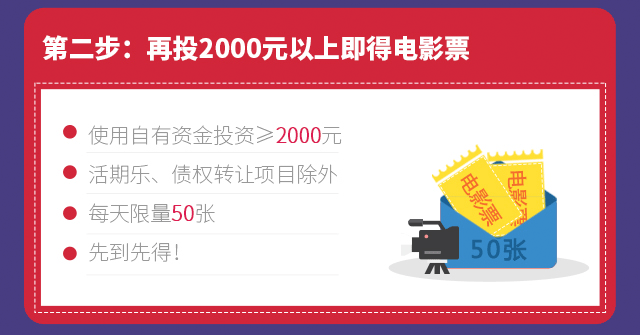 第二步：再投2000元以上即得电影票
使用自有资金投资≥2000元
活期乐、债权转让项目除外
每天限量50张
先到先得！
电影票
电影票
50张